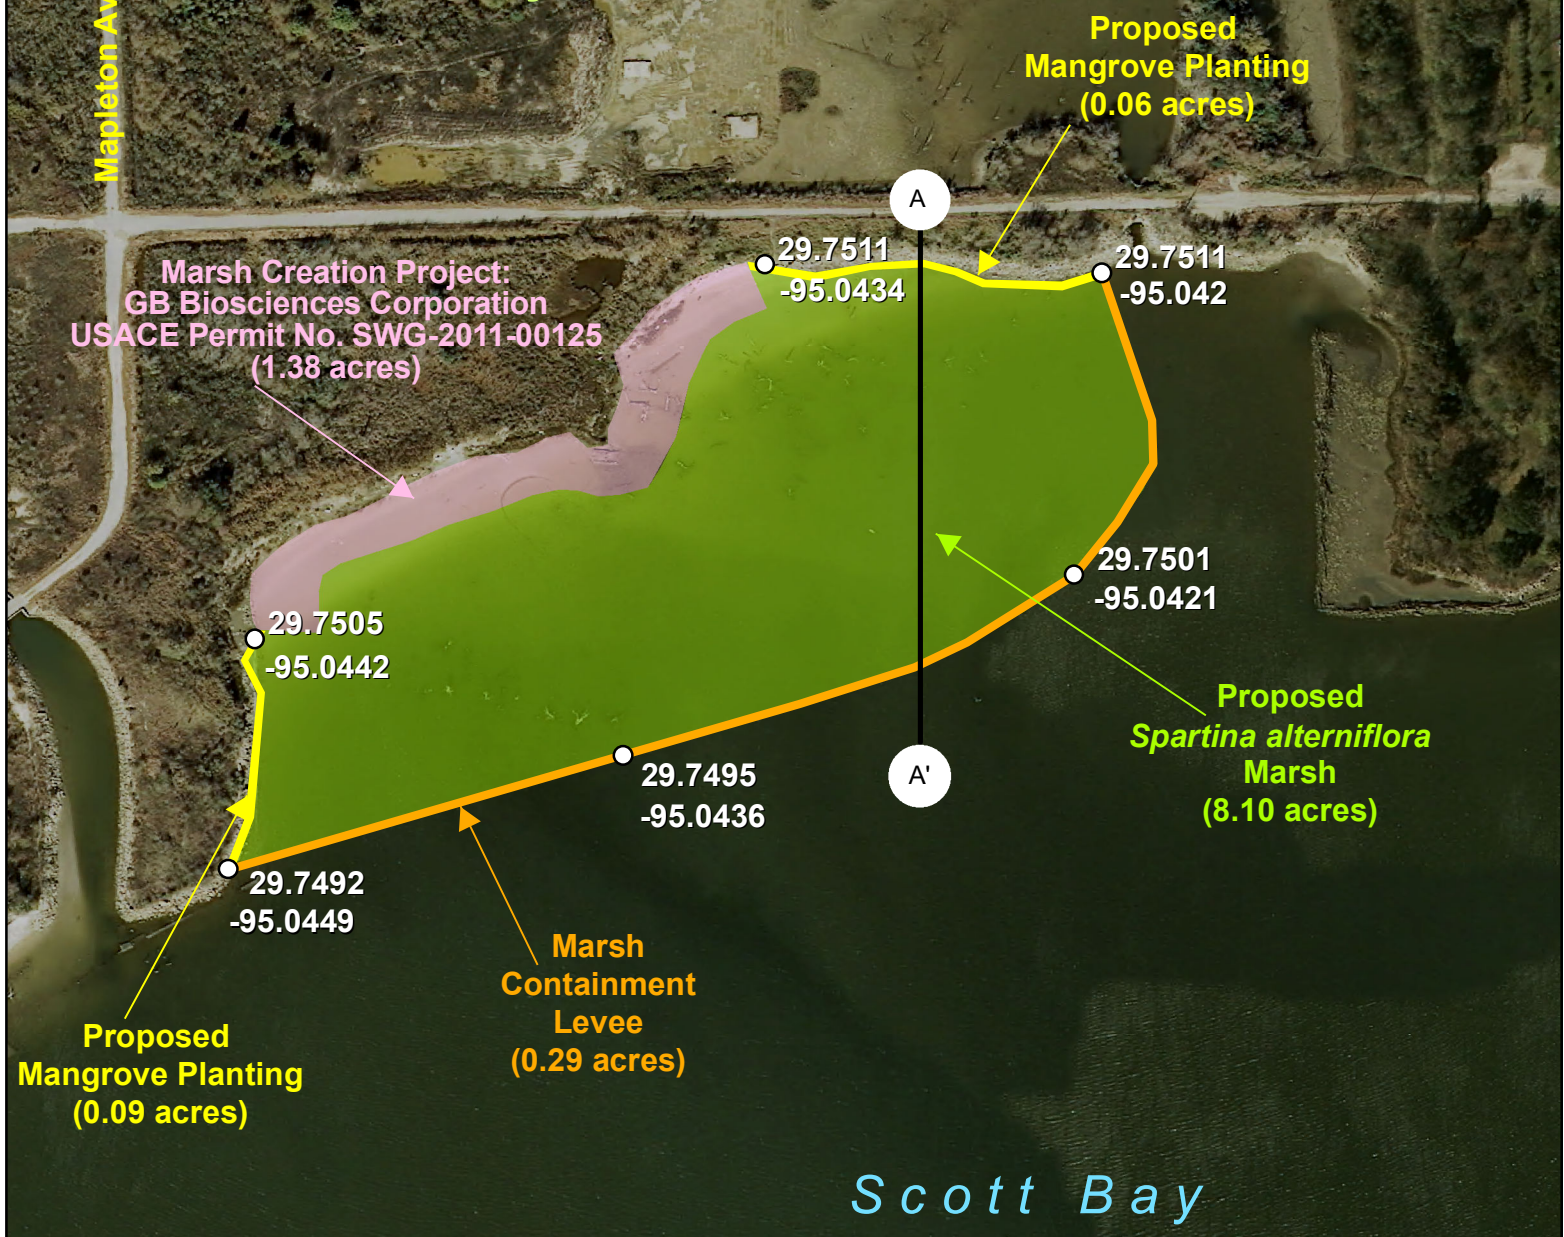 Mapleton Av
Proposed
Mangrove Planting
(0.06 acres)
A
29.7511
-95.0434
29.7511
-95.042
Marsh Creation Project:
GB Biosciences Corporation
USACE Permit No. SWG-2011-00125
(1.38 acres)
29.7501
-95.0421
29.7505
-95.0442
Proposed
Spartina alterniflora
Marsh
(8.10 acres)
A'
29.7495
-95.0436
29.7492
-95.0449
Marsh
Containment
Levee
(0.29 acres)
Proposed
Mangrove Planting
(0.09 acres)
Scott Bay